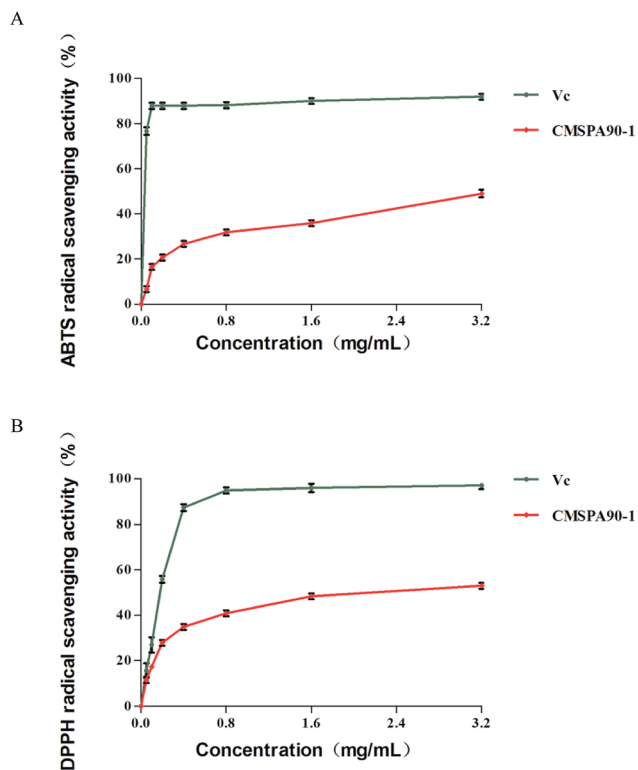 A
ABTS radical scavenging activity（%）
100
80
60
40
20
0
0.0 0.8 1.6 2.4 3.2
Concentration（mg/mL）
Vc
CMSPA90-1
B
DPPH radical scavenging activity（%）
100
80
60
40
20
0
0.0 0.8 1.6 2.4 3.2
Concentration（mg/mL）
Vc
CMSPA90-1